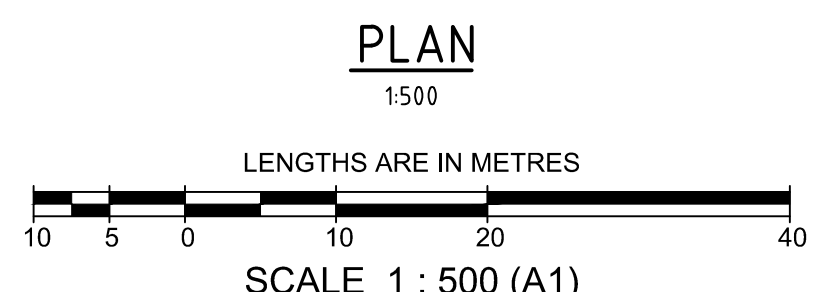 PLAN
1:500
LENGTHS ARE IN METRES
10 5 0 10 20 40
SCALE 1 : 500 (A1)